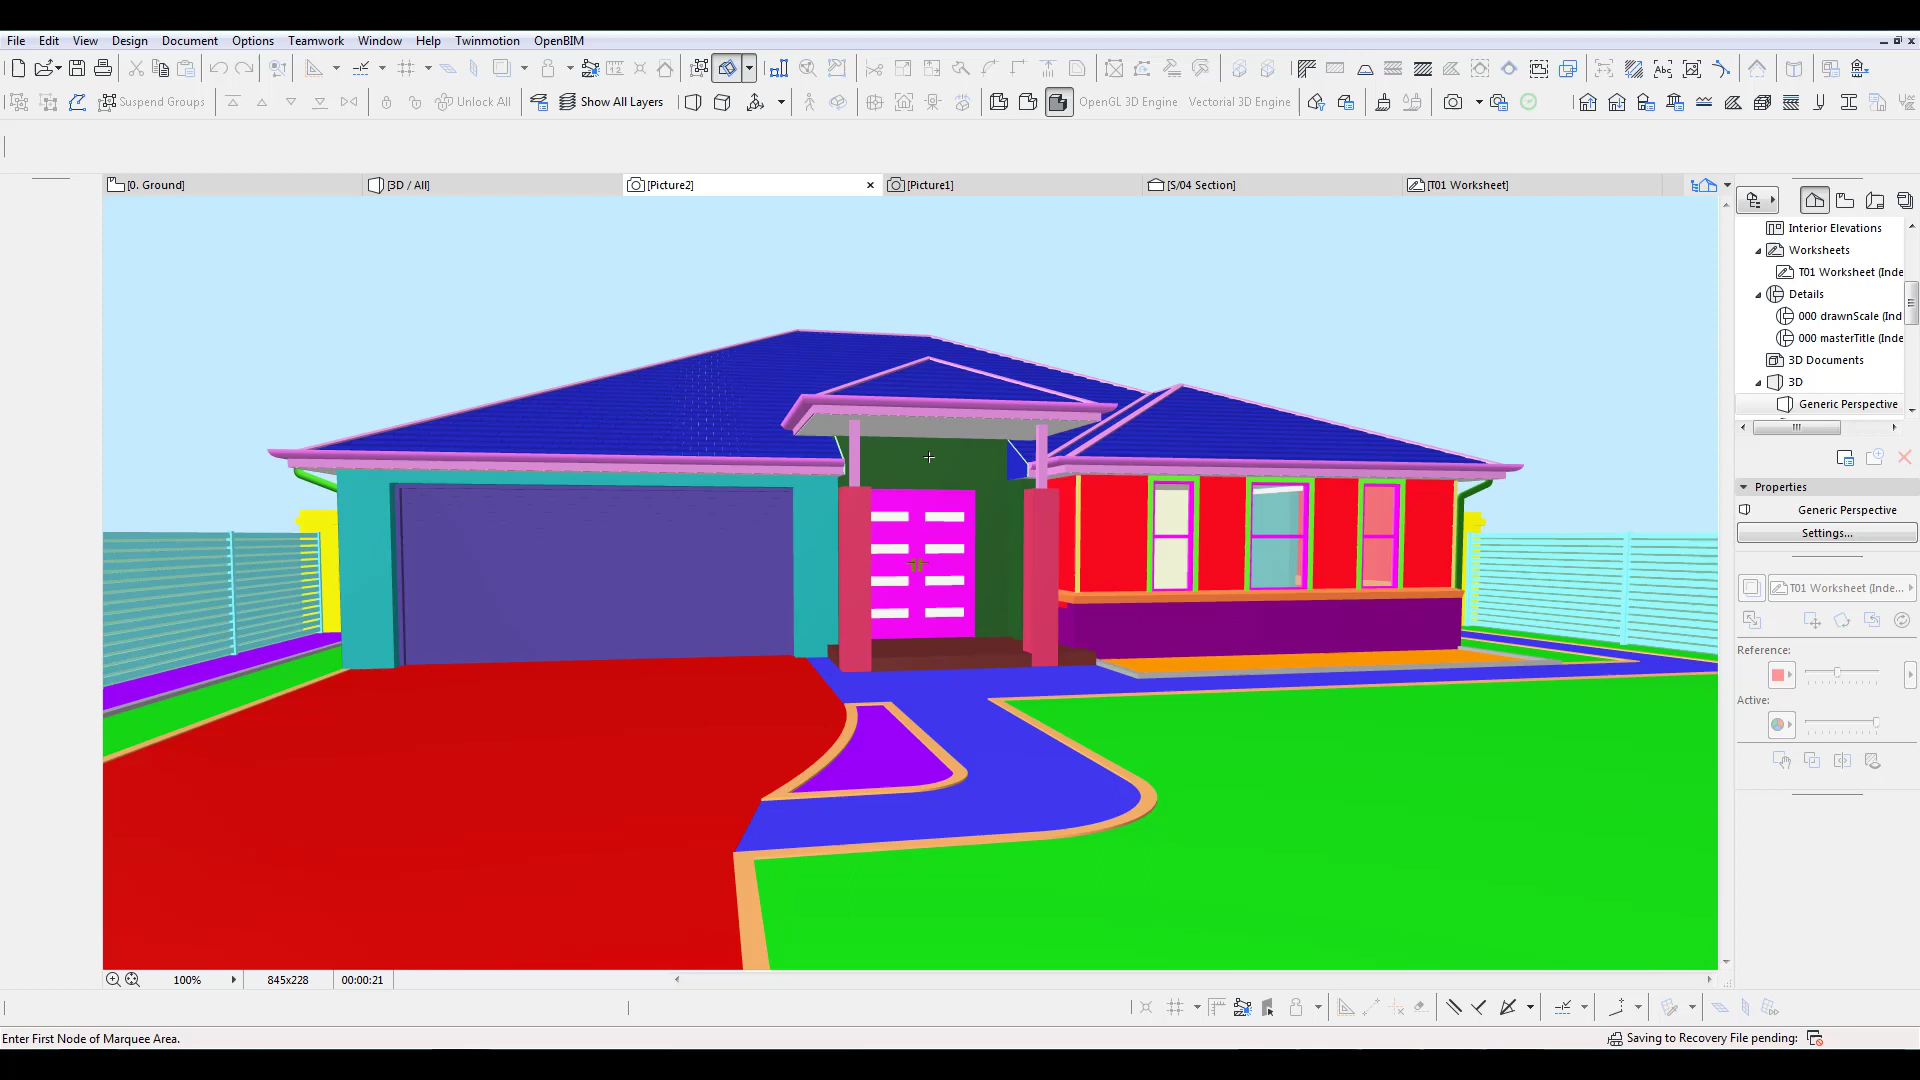 File Edit View Design Document Options Teamwork Window Help Twinmotion OpenBIM
Suspend Groups Unlock All Show All Layers OpenGL 3D Engine Vectorial 3D Engine
[0. Ground] [3D / All] [Picture2] [Picture1] [S/04 Section] [T01 Worksheet]
Interior Elevations
Worksheets
T01 Worksheet (Inde
Details
000 drawnScale (Ind
000 masterTitle (Inde
3D Documents
3D
Generic Perspective
Properties
Generic Perspective
Settings...
T01 Worksheet (Inde...
Reference:
Active:
100% 845x228 00:00:21
Enter First Node of Marquee Area.
Saving to Recovery File pending: